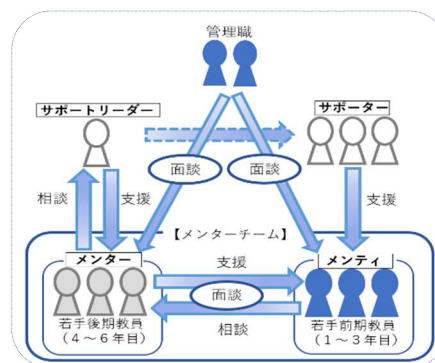 管理職
サポートリーダー
サポーター
面談
面談
相談
支援
支援
【メンターチーム】
メンター
支援
メンティ
面談
若手後期教員
（4～6年目）
相談
若手前期教員
（1～3年目）